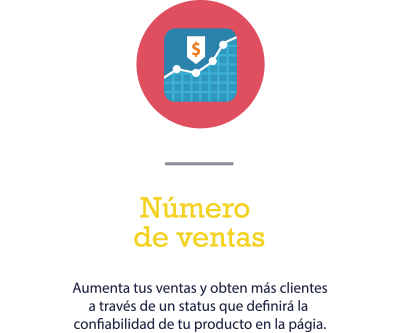 $
Número
de ventas
Aumenta tus ventas y obten más clientes
a través de un status que definirá la
confiabilidad de tu producto en la págia.